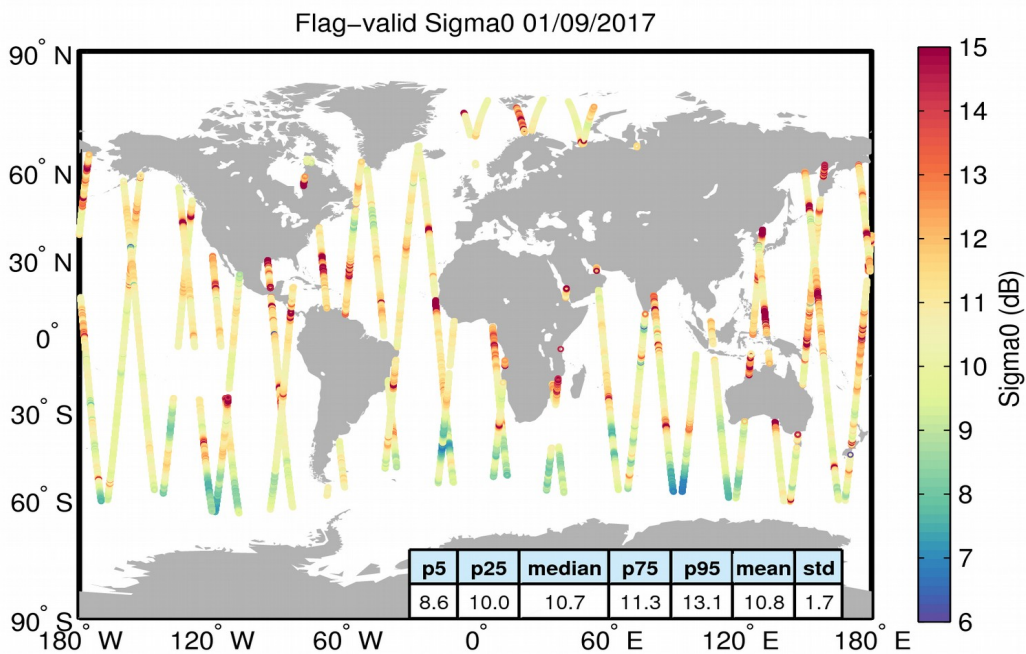 Flag−valid Sigma0 01/09/2017
90° N
60° N
30° N
0°
30° S
60° S
90° S
180° W
120° W
60° W
0°
60° E
120° E
180° E
p5 p25 median p75 p95 mean std
8.6 10.0 10.7 11.3 13.1 10.8 1.7
15
14
13
12
11
10
9
8
7
6
Sigma0 (dB)